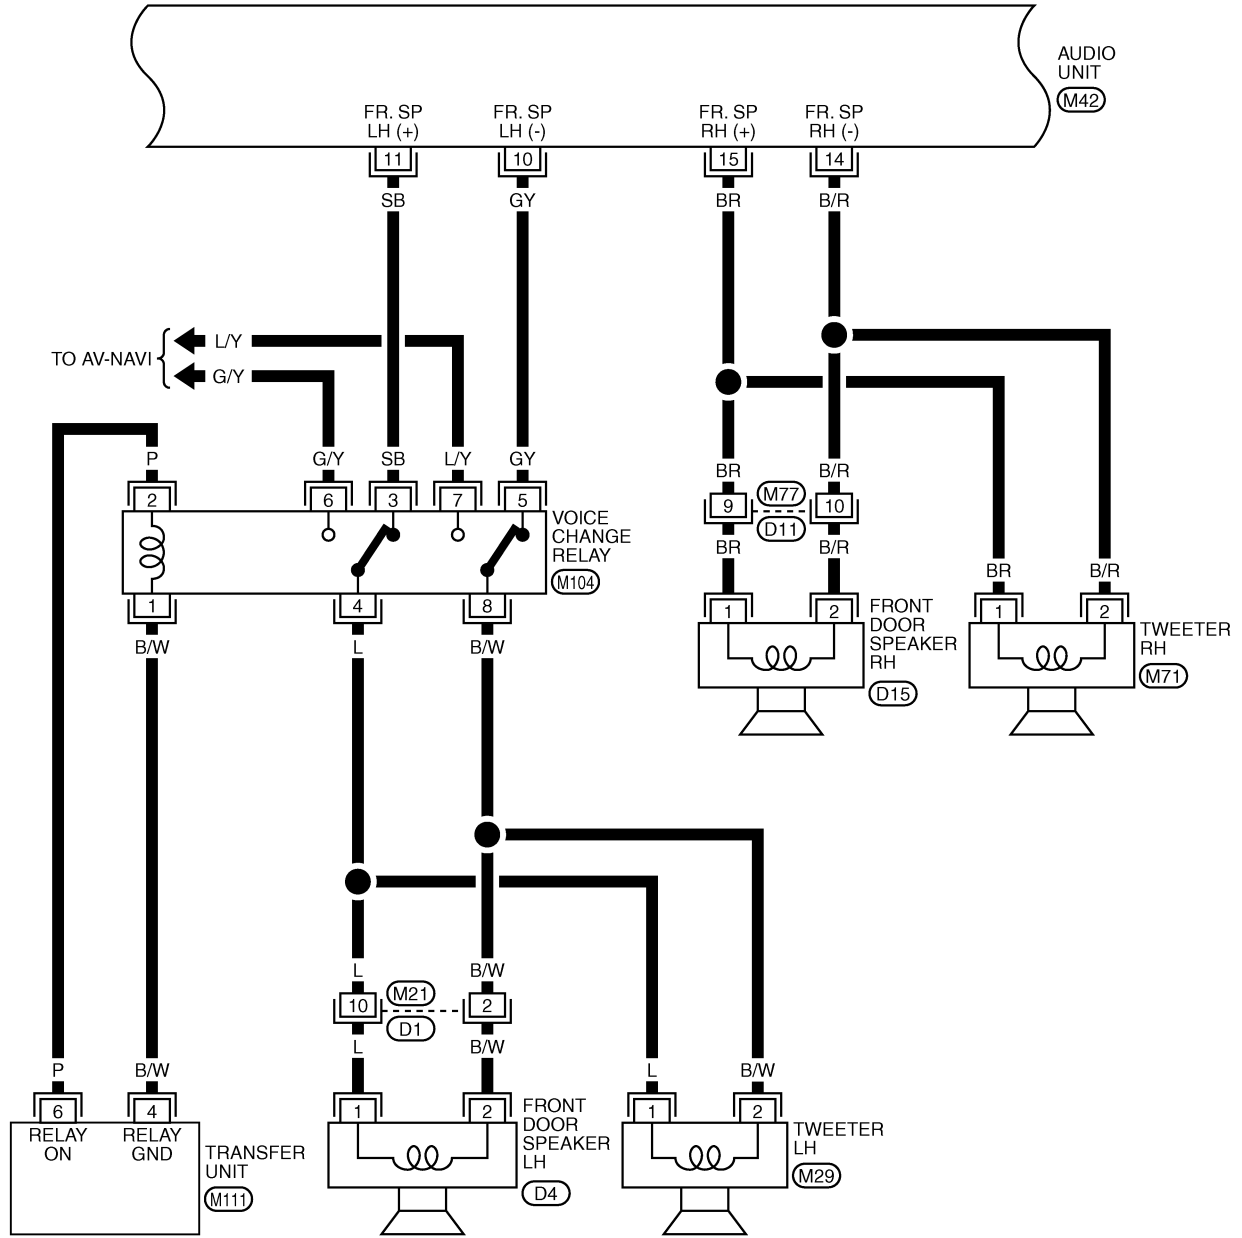 AUDIO
UNIT
M42
FR. SP
LH (+)
FR. SP
LH (-)
FR. SP
RH (+)
FR. SP
RH (-)
11
10
15
14
SB
GY
BR
B/R
TO AV-NAVI
L/Y
G/Y
P
G/Y
SB
L/Y
GY
BR
B/R
2
6
3
7
5
9
M77
D11
10
VOICE
CHANGE
RELAY
M104
BR
B/R
BR
B/R
1
4
8
1
2
FRONT
DOOR
SPEAKER
RH
D15
1
2
TWEETER
RH
M71
B/W
L
B/W
L
B/W
10
M21
D1
2
L
B/W
P
B/W
L
B/W
6
4
1
2
1
2
RELAY
ON
RELAY
GND
TRANSFER
UNIT
M111
FRONT
DOOR
SPEAKER
LH
D4
TWEETER
LH
M29